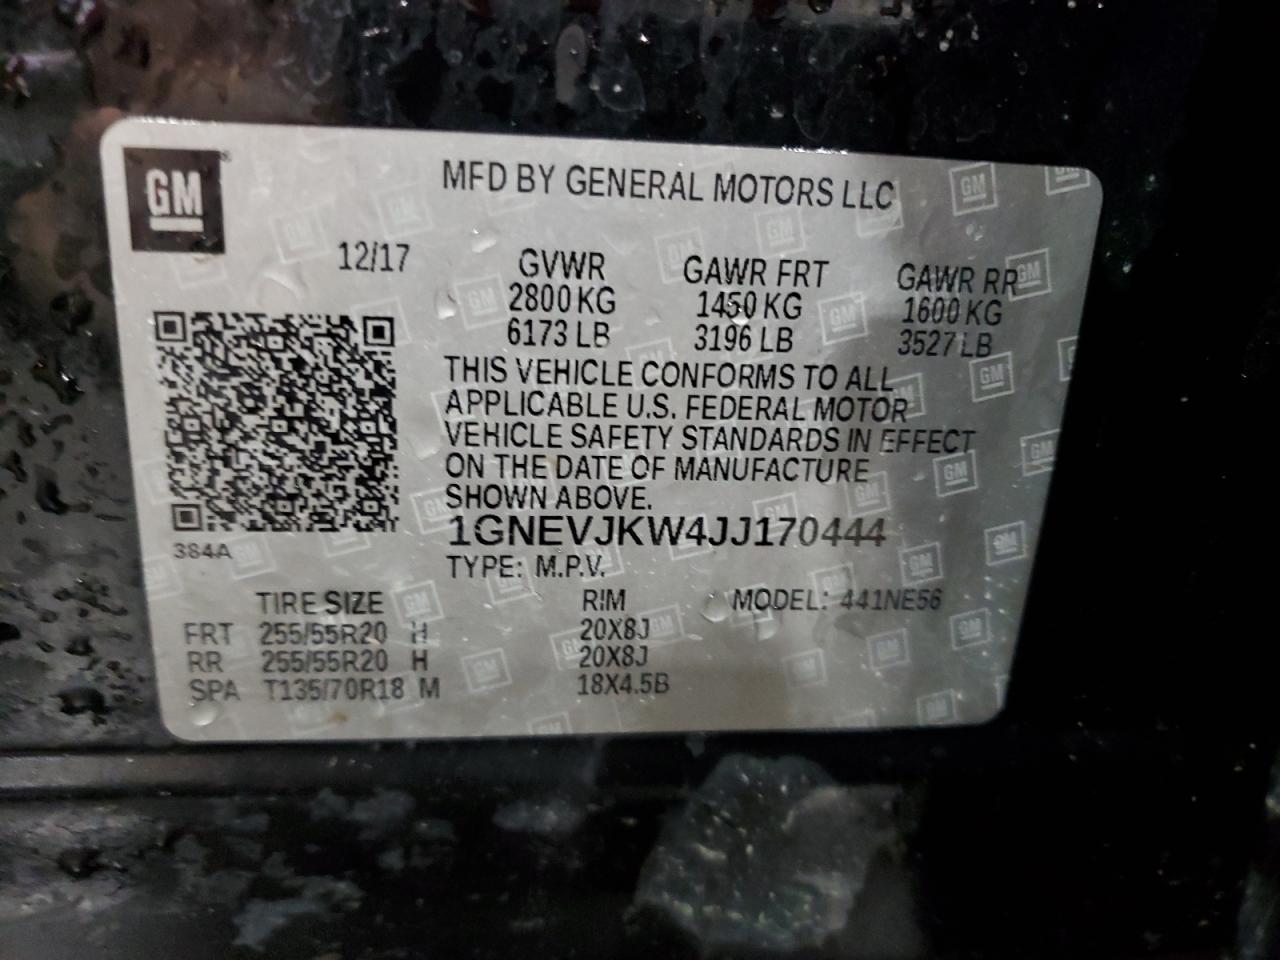 GM
MFD BY GENERAL MOTORS LLC
12/17
GVWR GAWR FRT GAWR RR
2800 KG 1450 KG 1600 KG
6173 LB 3196 LB 3527 LB
THIS VEHICLE CONFORMS TO ALL
APPLICABLE U.S. FEDERAL MOTOR
VEHICLE SAFETY STANDARDS IN EFFECT
ON THE DATE OF MANUFACTURE
SHOWN ABOVE.
384A
1GNEVJKW4JJ170444
TYPE: M.P.V.
TIRE SIZE RIM MODEL: 441NE56
FRT 255/55R20 H 20X8J
RR 255/55R20 H 20X8J
SPA T135/70R18 M 18X4.5B